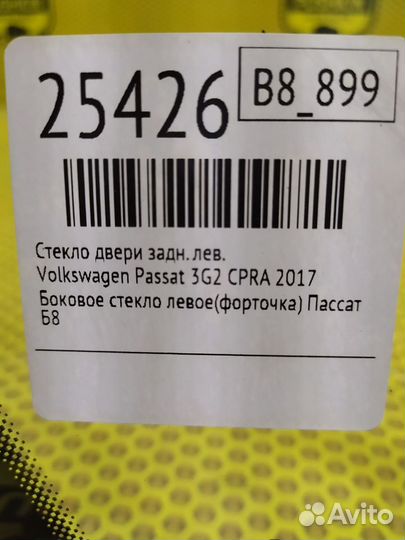 25426
B8_899
Стекло двери задн.лев.
Volkswagen Passat 3G2 CPRA 2017
Боковое стекло левое(форточка) Пассат
Б8
Avito